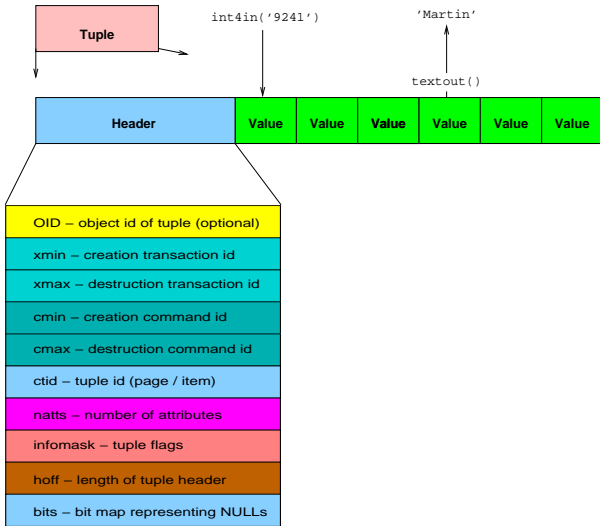 Tuple
int4in('9241')
'Martin'
textout()
Header
Value
Value
Value
Value
Value
Value
OID – object id of tuple (optional)
xmin – creation transaction id
xmax – destruction transaction id
cmin – creation command id
cmax – destruction command id
ctid – tuple id (page / item)
natts – number of attributes
infomask – tuple flags
hoff – length of tuple header
bits – bit map representing NULLs